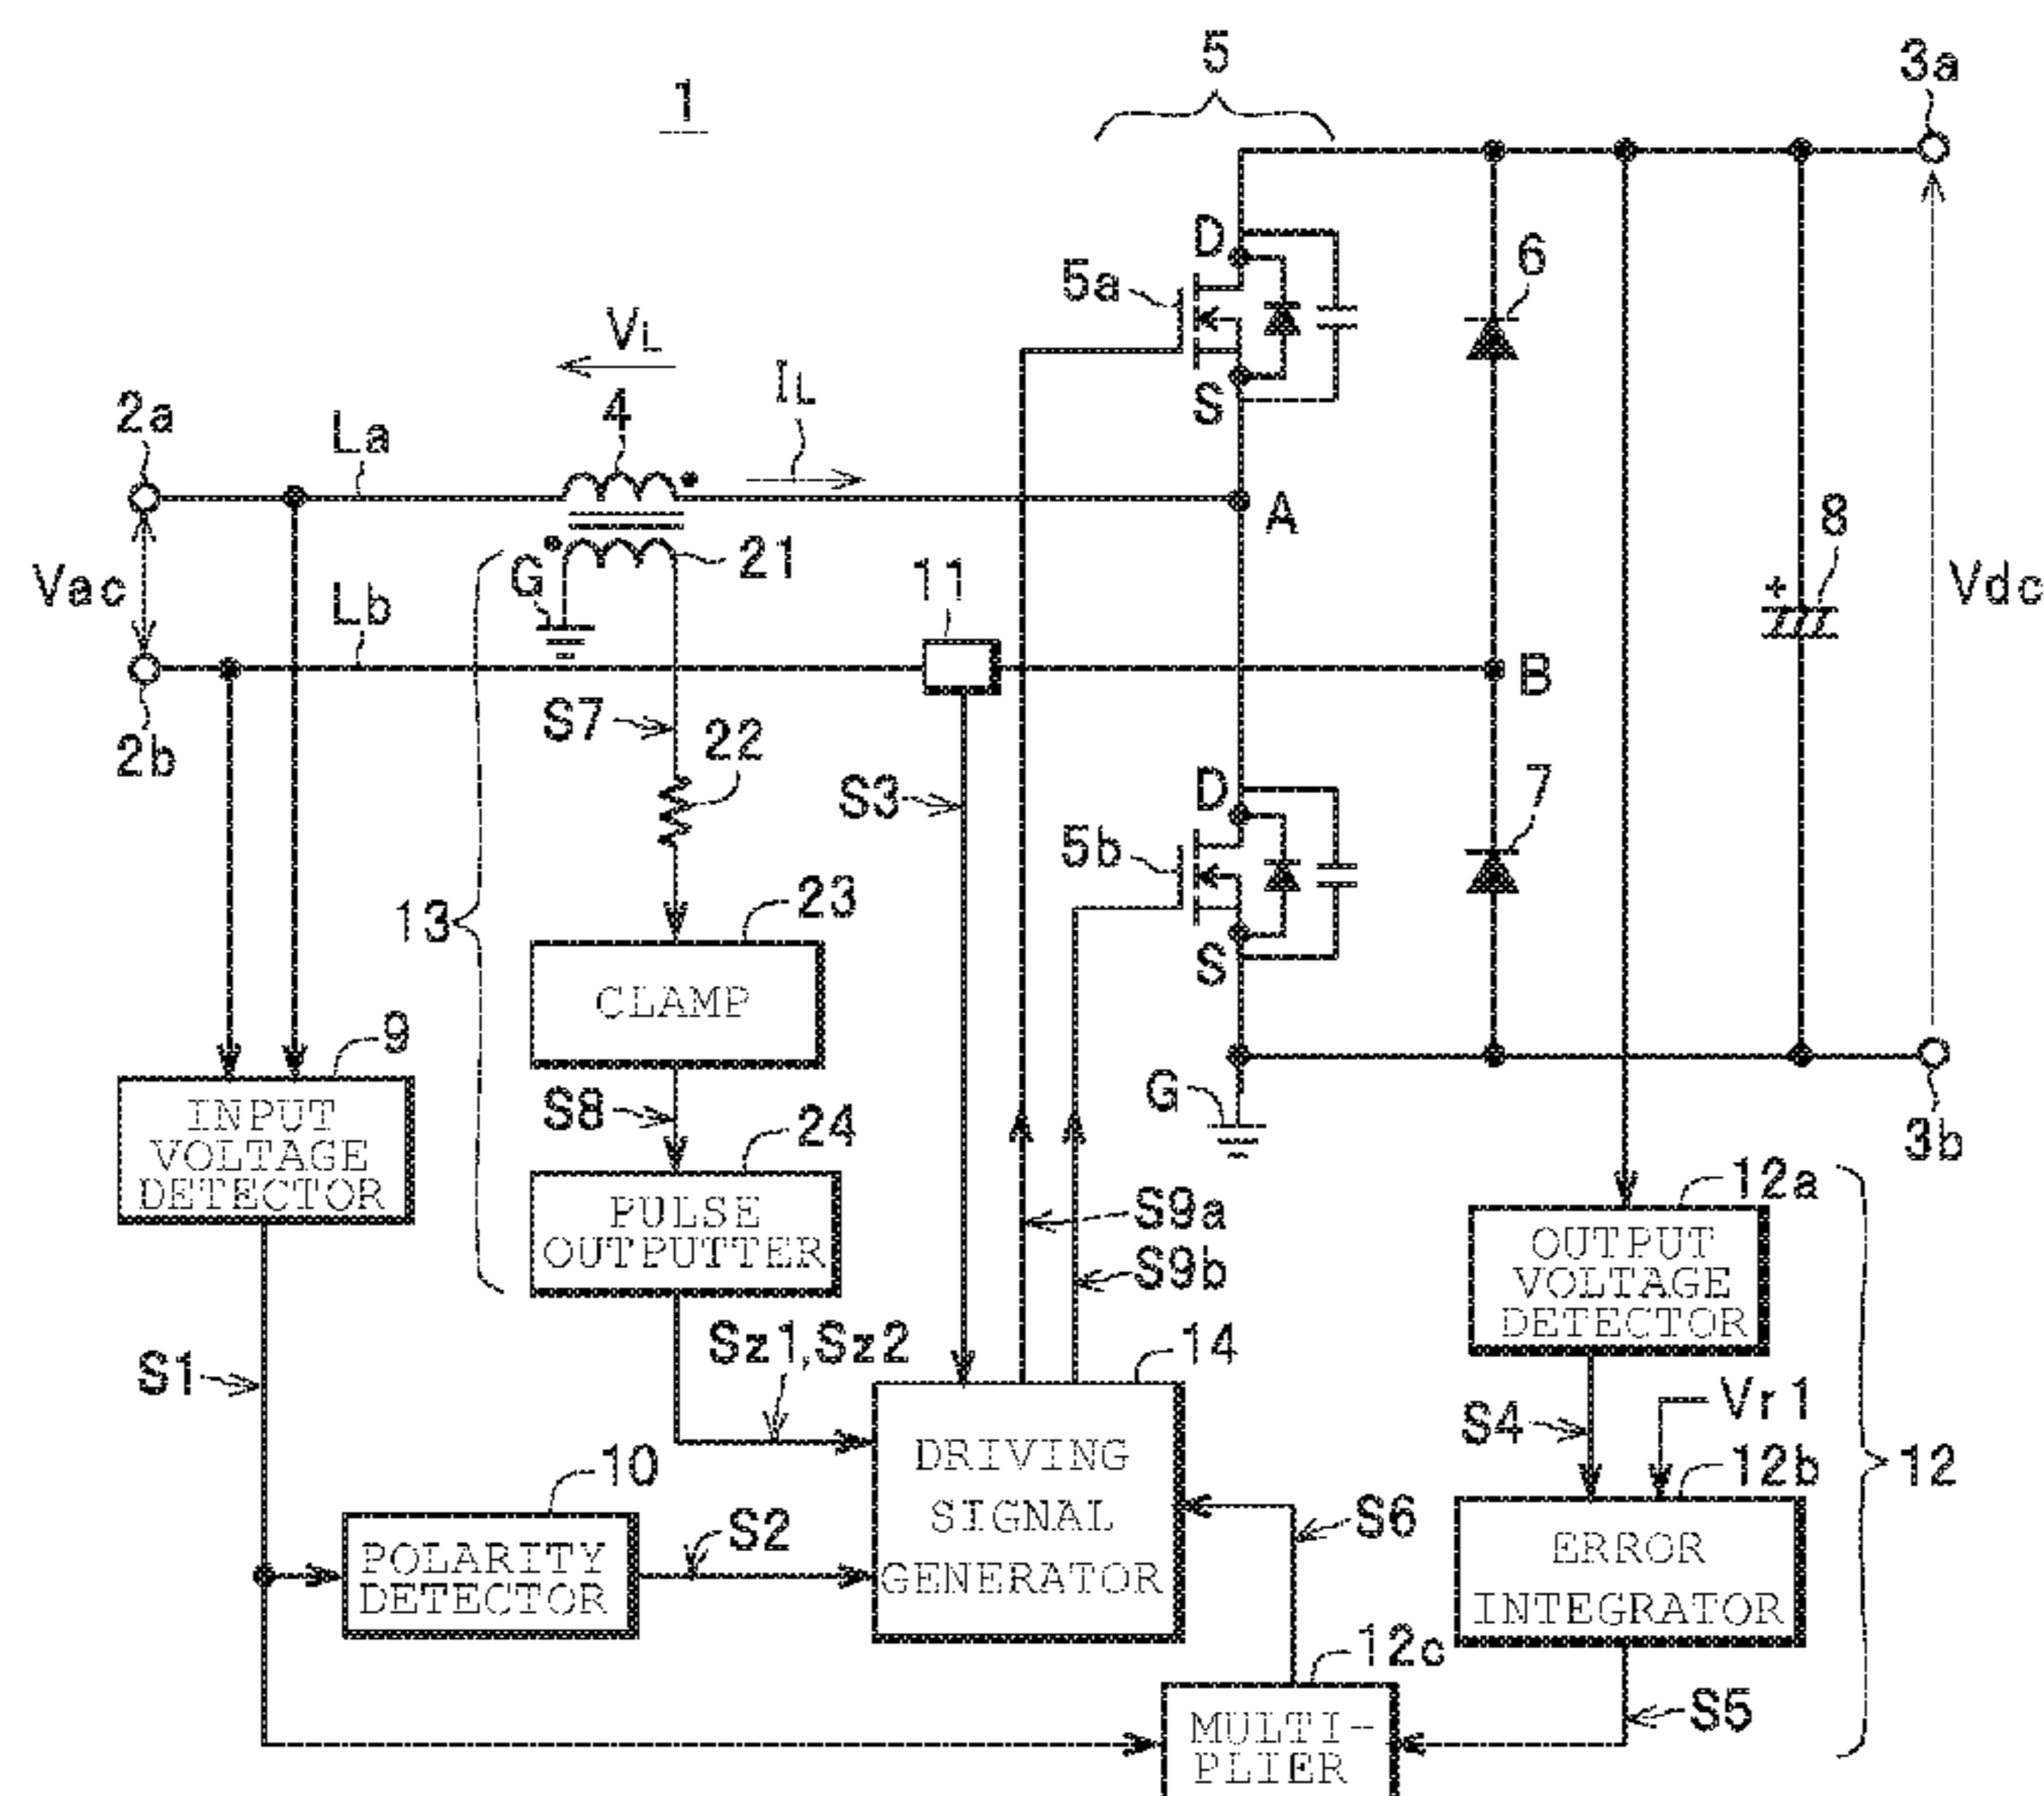 1
5
3a
D
5a
6
VL
S
IL
2a
4
La
A
8
Vac
G
21
11
Vdc
Lb
B
2b
S7
22
S3
D
7
5b
13
23
S
CLAMP
9
G
3b
INPUT
VOLTAGE
DETECTOR
S8
24
12a
PULSE
OUTPUTTER
S9a
S9b
OUTPUT
VOLTAGE
DETECTOR
Sz1,Sz2
14
S1
S4
Vr1
12b
12
10
DRIVING
SIGNAL
GENERATOR
S2
POLARITY
DETECTOR
S6
ERROR
INTEGRATOR
12c
S5
MULTI-
PLIER